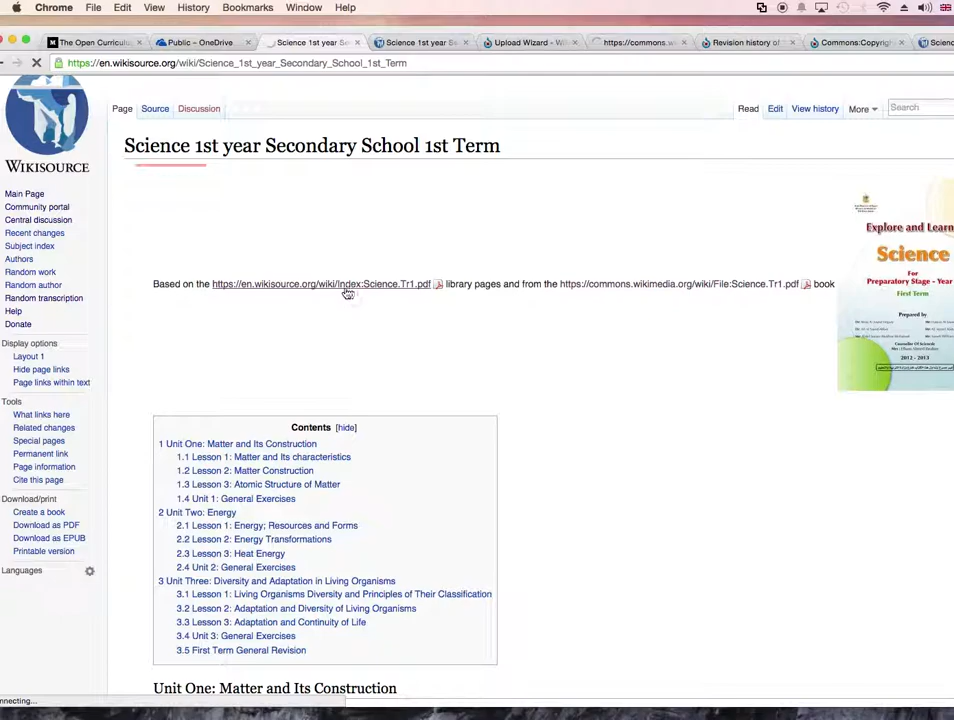 Chrome File Edit View History Bookmarks Window Help
The Open Curricul Public – OneDrive Science 1st year Se Science 1st year Se Upload Wizard - Wi https://commons.w Revision history of Commons:Copyrig Scienc
https://en.wikisource.org/wiki/Science_1st_year_Secondary_School_1st_Term
Page Source Discussion Read Edit View history More Search
WIKISOURCE
Science 1st year Secondary School 1st Term
Main Page
Community portal
Central discussion
Recent changes
Subject index
Authors
Random work
Random author
Random transcription
Help
Donate
Display options
Layout 1
Hide page links
Page links within text
Tools
What links here
Related changes
Special pages
Permanent link
Page information
Cite this page
Download/print
Create a book
Download as PDF
Download as EPUB
Printable version
Languages
Based on the https://en.wikisource.org/wiki/Index:Science.Tr1.pdf library pages and from the https://commons.wikimedia.org/wiki/File:Science.Tr1.pdf book
Explore and Learn
Science
For
Preparatory Stage - Year
First Term
Prepared by
2012 - 2013
Contents [hide]
1 Unit One: Matter and Its Construction
1.1 Lesson 1: Matter and Its characteristics
1.2 Lesson 2: Matter Construction
1.3 Lesson 3: Atomic Structure of Matter
1.4 Unit 1: General Exercises
2 Unit Two: Energy
2.1 Lesson 1: Energy; Resources and Forms
2.2 Lesson 2: Energy Transformations
2.3 Lesson 3: Heat Energy
2.4 Unit 2: General Exercises
3 Unit Three: Diversity and Adaptation in Living Organisms
3.1 Lesson 1: Living Organisms Diversity and Principles of Their Classification
3.2 Lesson 2: Adaptation and Diversity of Living Organisms
3.3 Lesson 3: Adaptation and Continuity of Life
3.4 Unit 3: General Exercises
3.5 First Term General Revision
Unit One: Matter and Its Construction
nnecting...